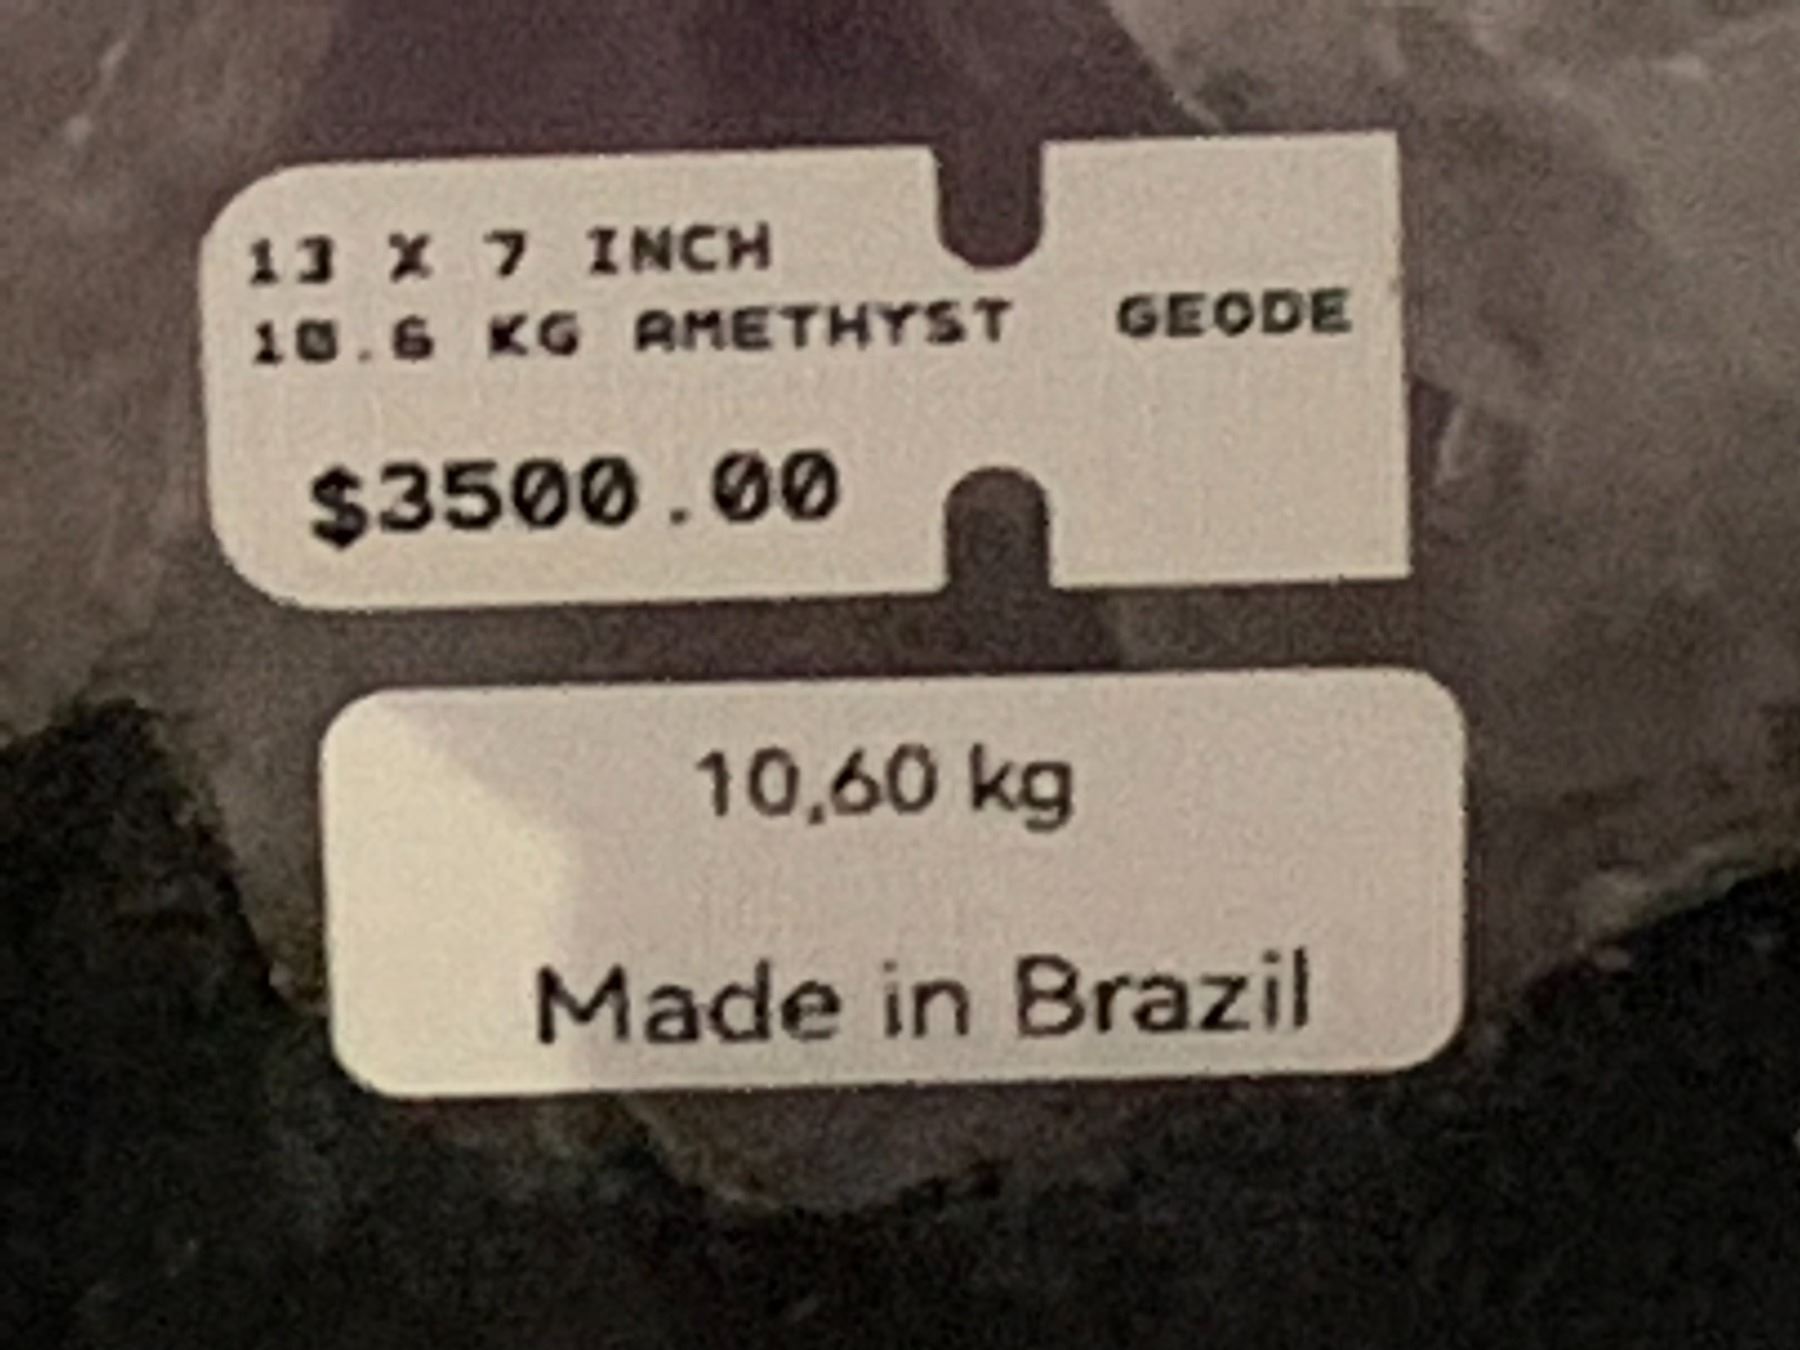 13 X 7 INCH
10.6 KG AMETHYST GEODE
$3500.00
10,60 kg
Made in Brazil